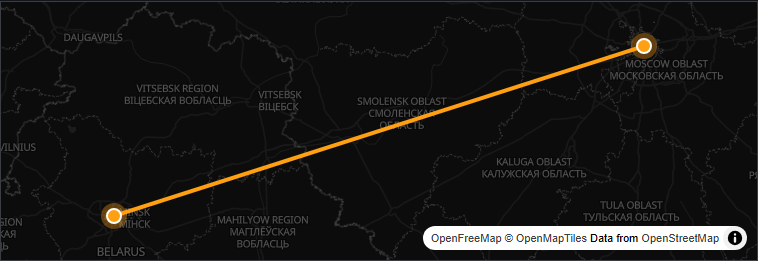 DAUGAVPILS
MOSCOW OBLAST
МОСКОВСКАЯ ОБЛАСТЬ
VITSEBSK REGION
ВІЦЕБСКАЯ ВОБЛАСЦЬ
VITSEBSK
ВІЦЕБСК
SMOLENSK OBLAST
СМОЛЕНСКАЯ
ОБЛАСТЬ
VILNIUS
KALUGA OBLAST
КАЛУЖСКАЯ ОБЛАСТЬ
TULA OBLAST
ТУЛЬСКАЯ ОБЛАСТЬ
MAHILYOW REGION
МАГІЛЁЎСКАЯ
ВОБЛАСЦЬ
BELARUS
OpenFreeMap © OpenMapTiles Data from OpenStreetMap